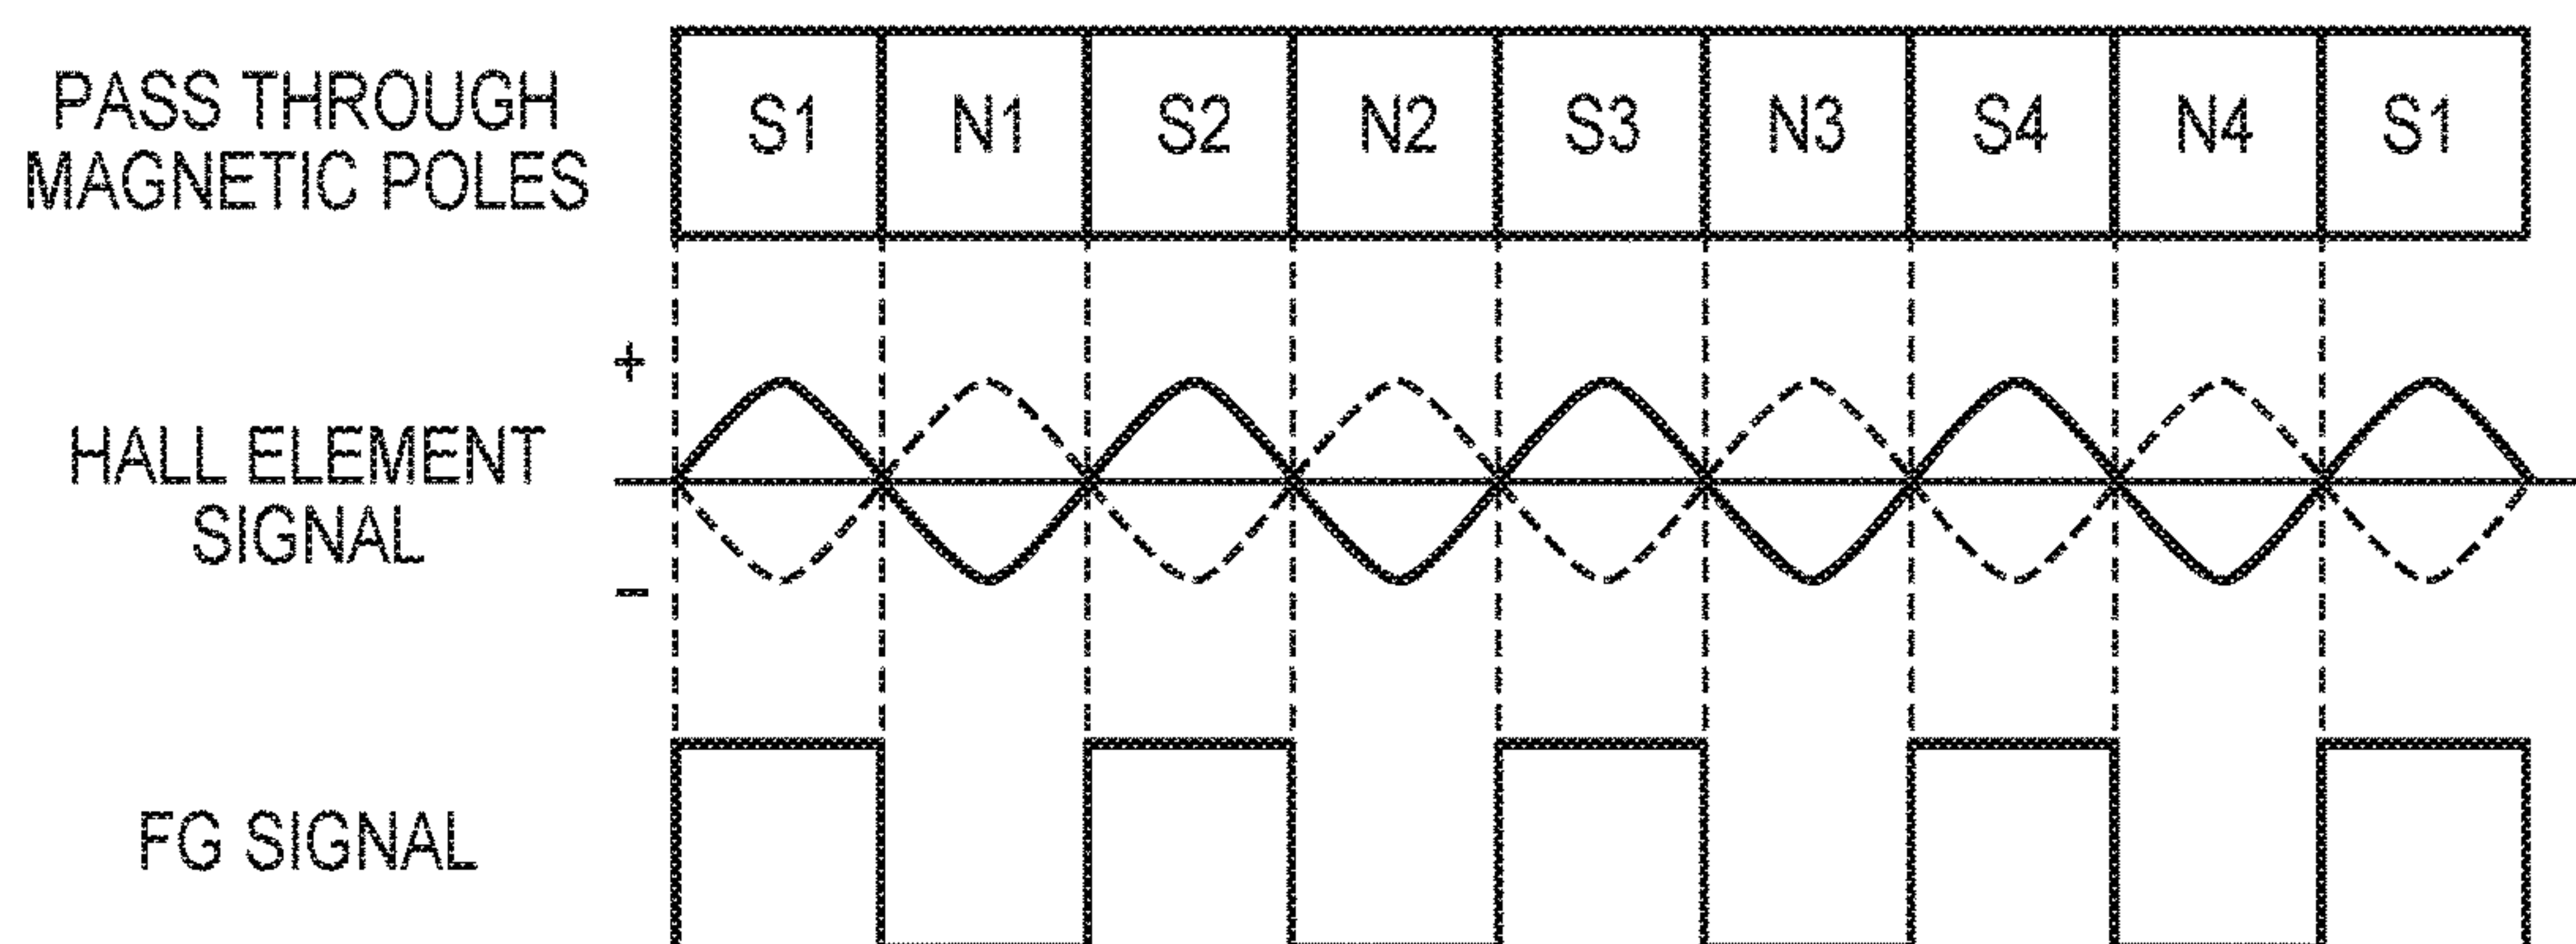 PASS THROUGH
MAGNETIC POLES
S1 N1 S2 N2 S3 N3 S4 N4 S1
+
HALL ELEMENT
SIGNAL
−
FG SIGNAL